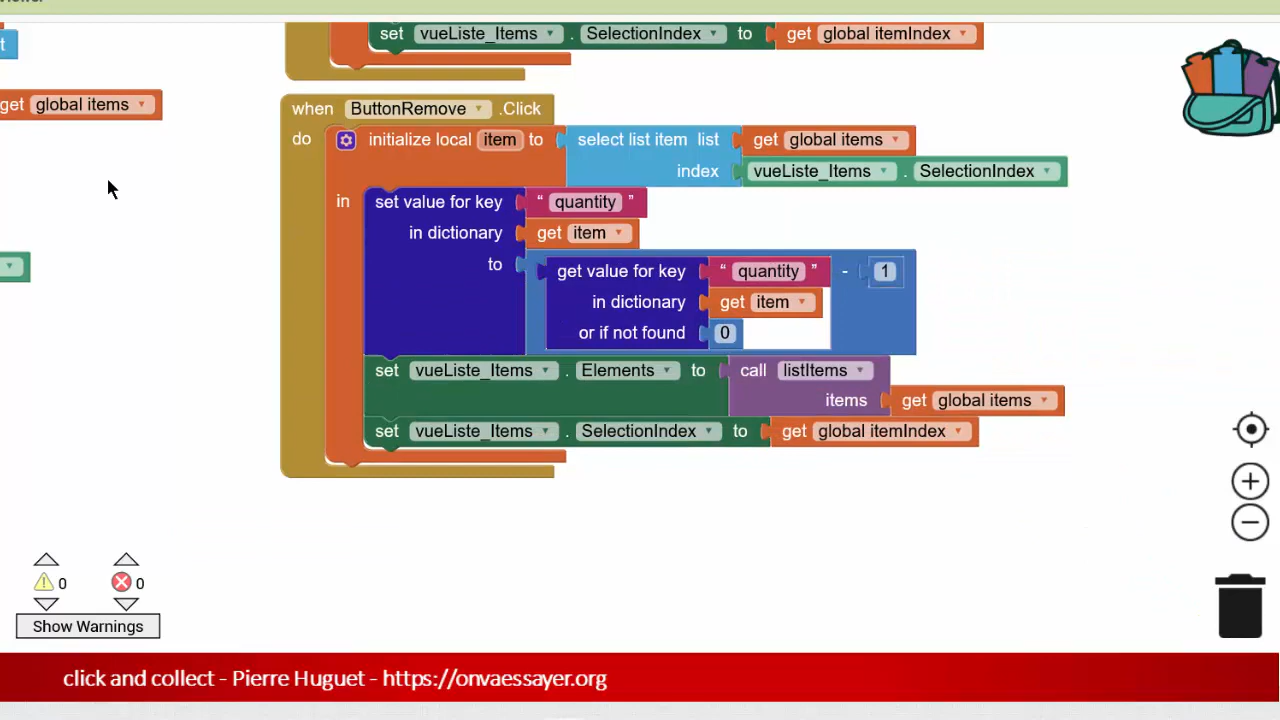 set vueListe_Items . SelectionIndex to get global itemIndex
get global items
when ButtonRemove .Click
do initialize local item to select list item list get global items
index vueListe_Items . SelectionIndex
in set value for key " quantity "
in dictionary get item
to get value for key " quantity " - 1
in dictionary get item
or if not found 0
set vueListe_Items . Elements to call listItems
items get global items
set vueListe_Items . SelectionIndex to get global itemIndex
0 0
Show Warnings
click and collect - Pierre Huguet - https://onvaessayer.org